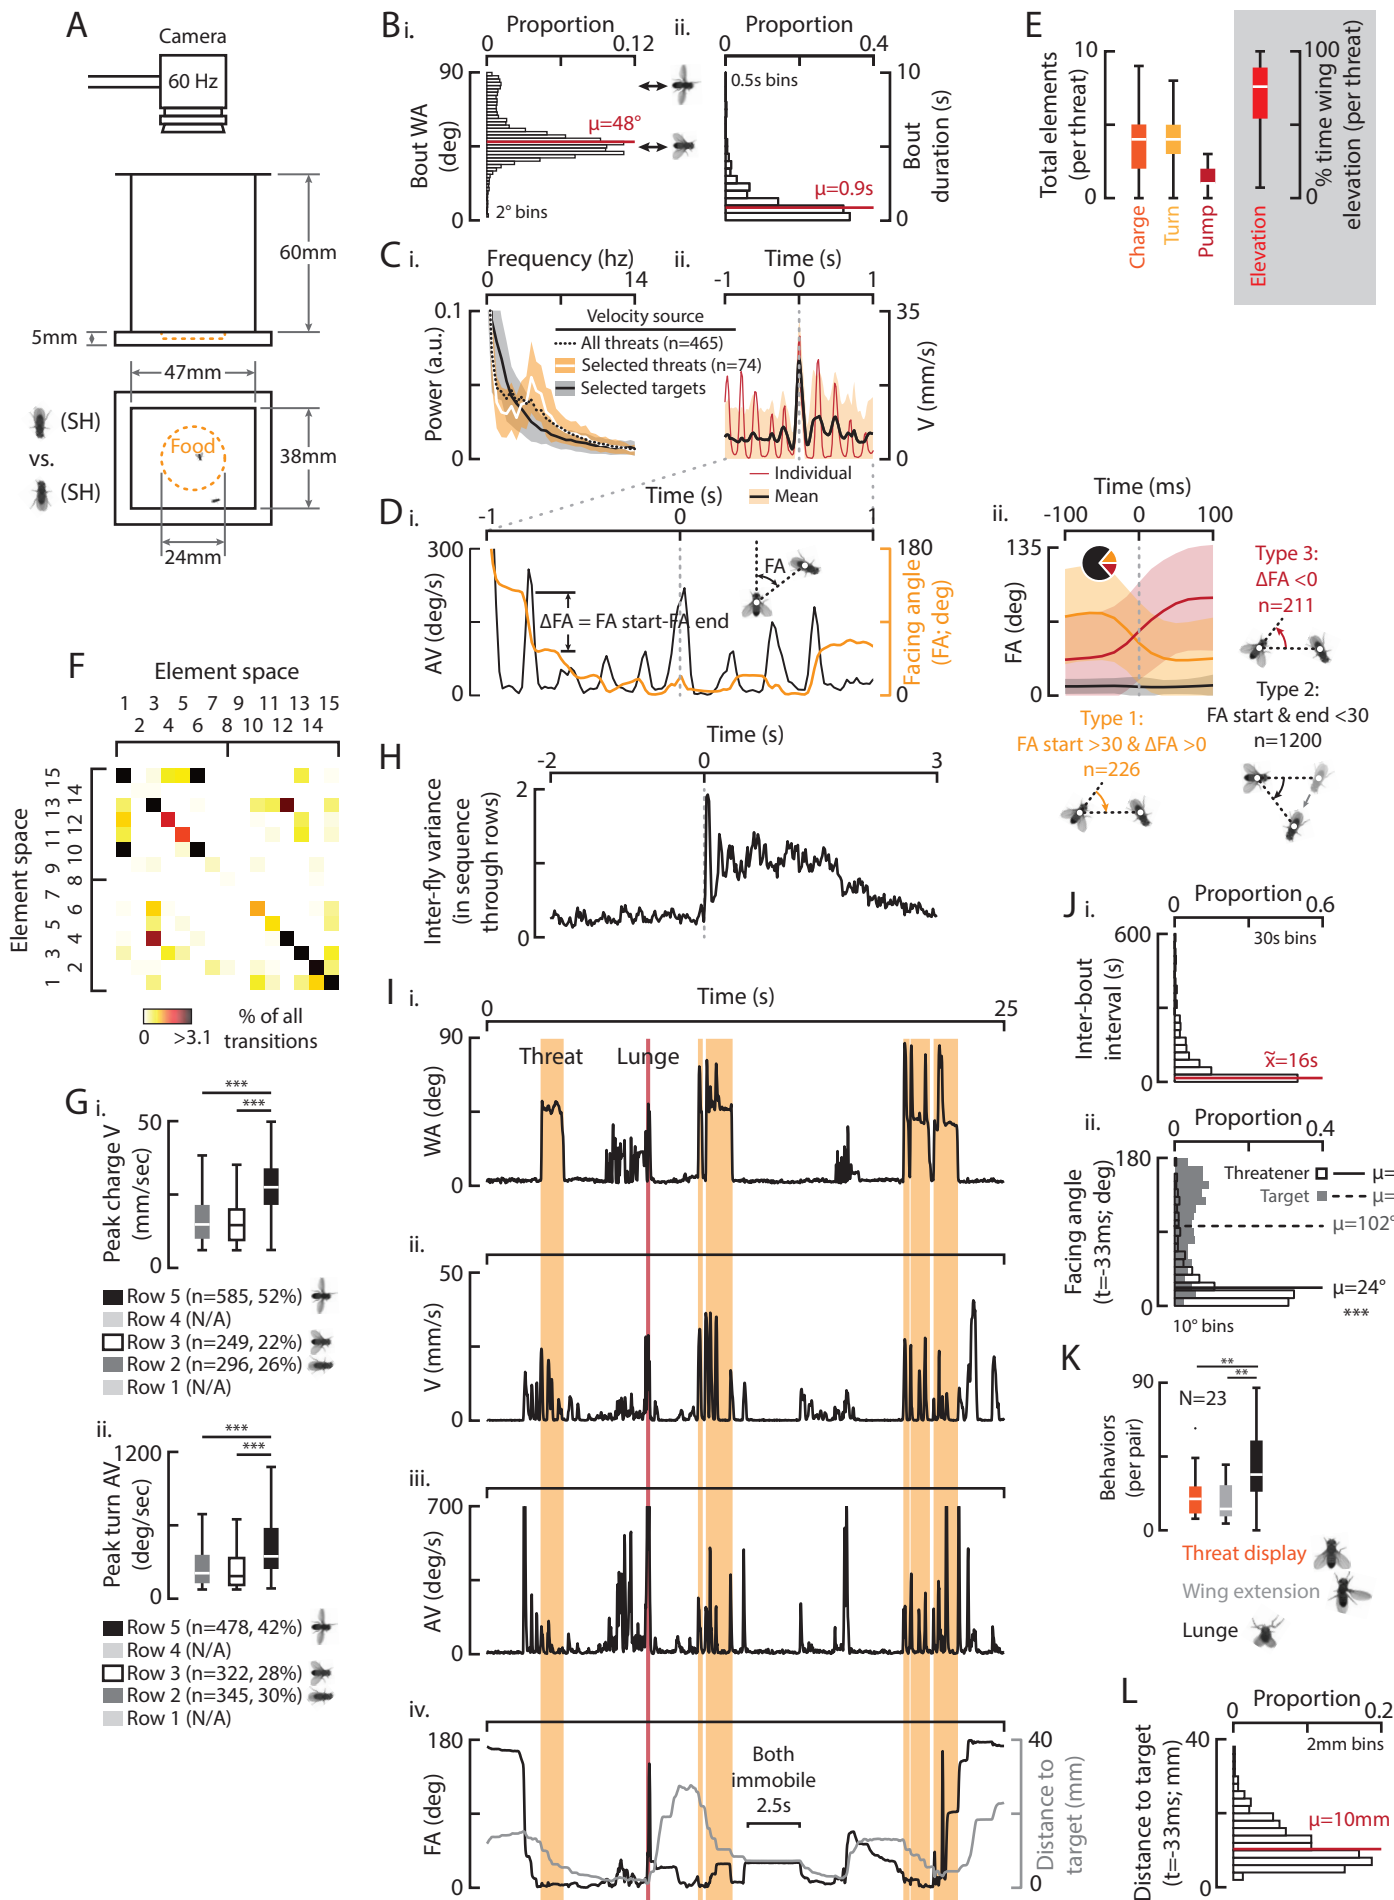 A
Camera
60 Hz
60mm
5mm
47mm
(SH)
vs.
(SH)
Food
38mm
24mm
B i.
Proportion
0
0.12
90
Bout WA
(deg)
0
μ=48°
2° bins
ii.
Proportion
0
0.4
0.5s bins
10
Bout
duration (s)
0
μ=0.9s
C i.
Frequency (hz)
0
14
0.1
Power (a.u.)
0
Velocity source
All threats (n=465)
Selected threats (n=74)
Selected targets
ii.
Time (s)
-1
0
1
35
V (mm/s)
0
Individual
Mean
D i.
Time (s)
-1
0
1
300
AV (deg/s)
0
180
Facing angle
(FA; deg)
0
FA
ΔFA = FA start-FA end
ii.
Time (ms)
-100
0
100
135
FA (deg)
0
Type 3:
ΔFA <0
n=211
Type 2:
FA start & end <30
n=1200
Type 1:
FA start >30 & ΔFA >0
n=226
E
10
Total elements
(per threat)
0
Charge
Turn
Pump
Elevation
100
% time wing
elevation (per threat)
0
F
Element space
1 3 5 7 9 11 13 15
2 4 6 8 10 12 14
Element space
15
14
13
12
11
10
9
8
7
6
5
4
3
2
1
0
>3.1
% of all
transitions
G i.
***
***
50
Peak charge V
(mm/sec)
0
Row 5 (n=585, 52%)
Row 4 (N/A)
Row 3 (n=249, 22%)
Row 2 (n=296, 26%)
Row 1 (N/A)
ii.
***
***
1200
Peak turn AV
(deg/sec)
0
Row 5 (n=478, 42%)
Row 4 (N/A)
Row 3 (n=322, 28%)
Row 2 (n=345, 30%)
Row 1 (N/A)
H
Time (s)
-2
0
3
2
1
0
Inter-fly variance
(in sequence
through rows)
I i.
Time (s)
0
25
90
WA (deg)
0
Threat
Lunge
ii.
50
V (mm/s)
0
iii.
700
AV (deg/s)
0
iv.
180
FA (deg)
0
Both
immobile
2.5s
40
Distance to
target (mm)
0
J i.
Proportion
0
0.6
600
30s bins
Inter-bout
interval (s)
0
x̃=16s
ii.
Proportion
0
0.4
180
Facing angle
(t=-33ms; deg)
0
Threatener
μ=
Target
μ=
μ=102°
μ=24°
***
10° bins
K
**
**
90
N=23
Behaviors
(per pair)
0
Threat display
Wing extension
Lunge
L
Proportion
0
0.2
40
2mm bins
Distance to target
(t=-33ms; mm)
0
μ=10mm